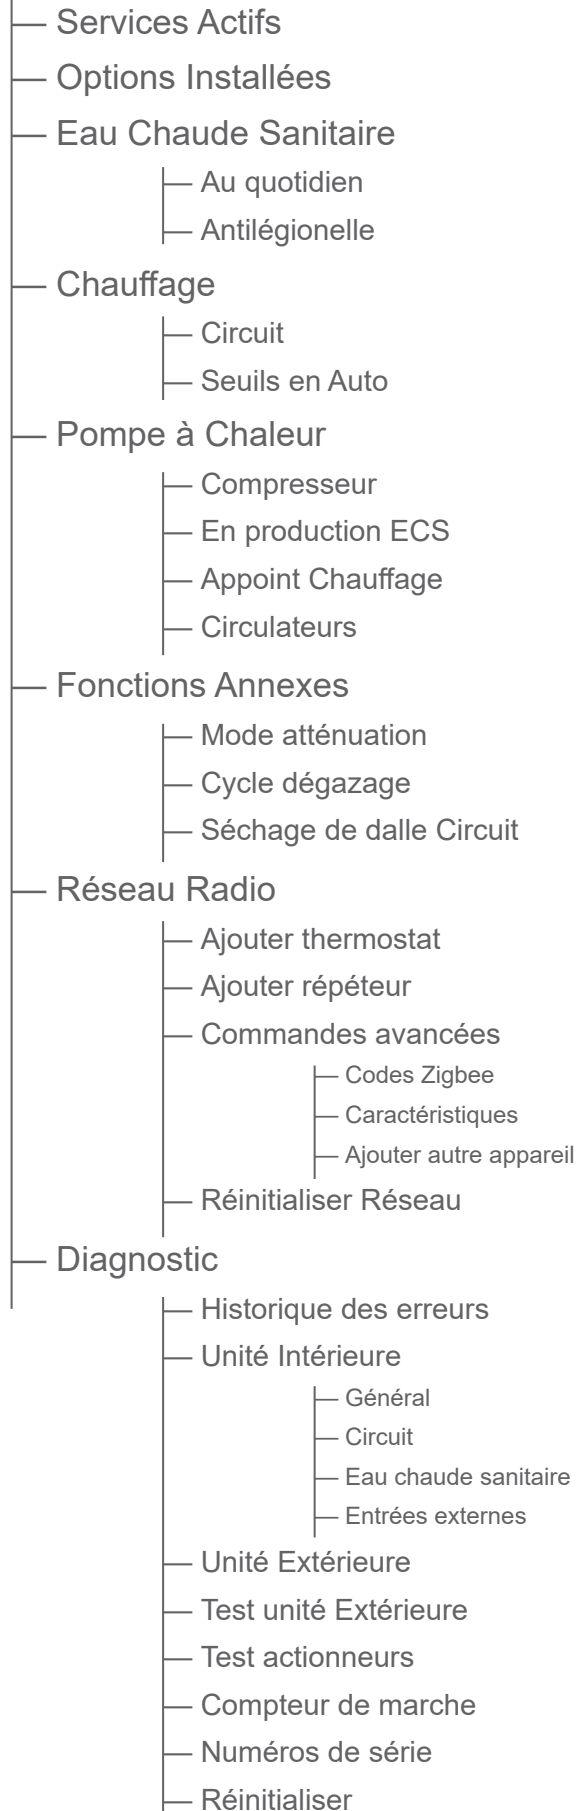 Services Actifs
Options Installées
Eau Chaude Sanitaire
Au quotidien
Antilégionelle
Chauffage
Circuit
Seuils en Auto
Pompe à Chaleur
Compresseur
En production ECS
Appoint Chauffage
Circulateurs
Fonctions Annexes
Mode atténuation
Cycle dégazage
Séchage de dalle Circuit
Réseau Radio
Ajouter thermostat
Ajouter répéteur
Commandes avancées
Codes Zigbee
Caractéristiques
Ajouter autre appareil
Réinitialiser Réseau
Diagnostic
Historique des erreurs
Unité Intérieure
Général
Circuit
Eau chaude sanitaire
Entrées externes
Unité Extérieure
Test unité Extérieure
Test actionneurs
Compteur de marche
Numéros de série
Réinitialiser